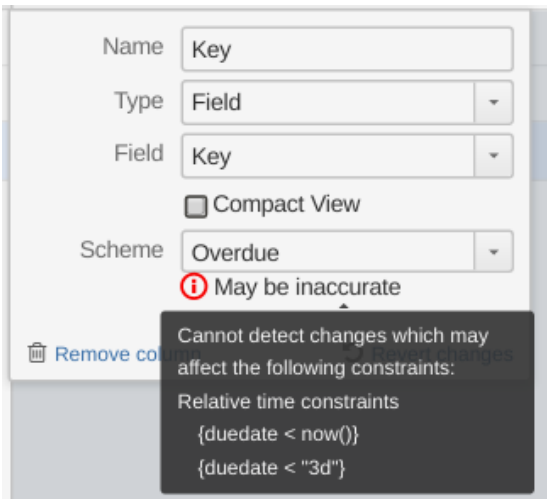 Name Key
Type Field
Field Key
Compact View
Scheme Overdue
May be inaccurate
Remove column Revert changes
Cannot detect changes which may
affect the following constraints:
Relative time constraints
{duedate < now()}
{duedate < "3d"}